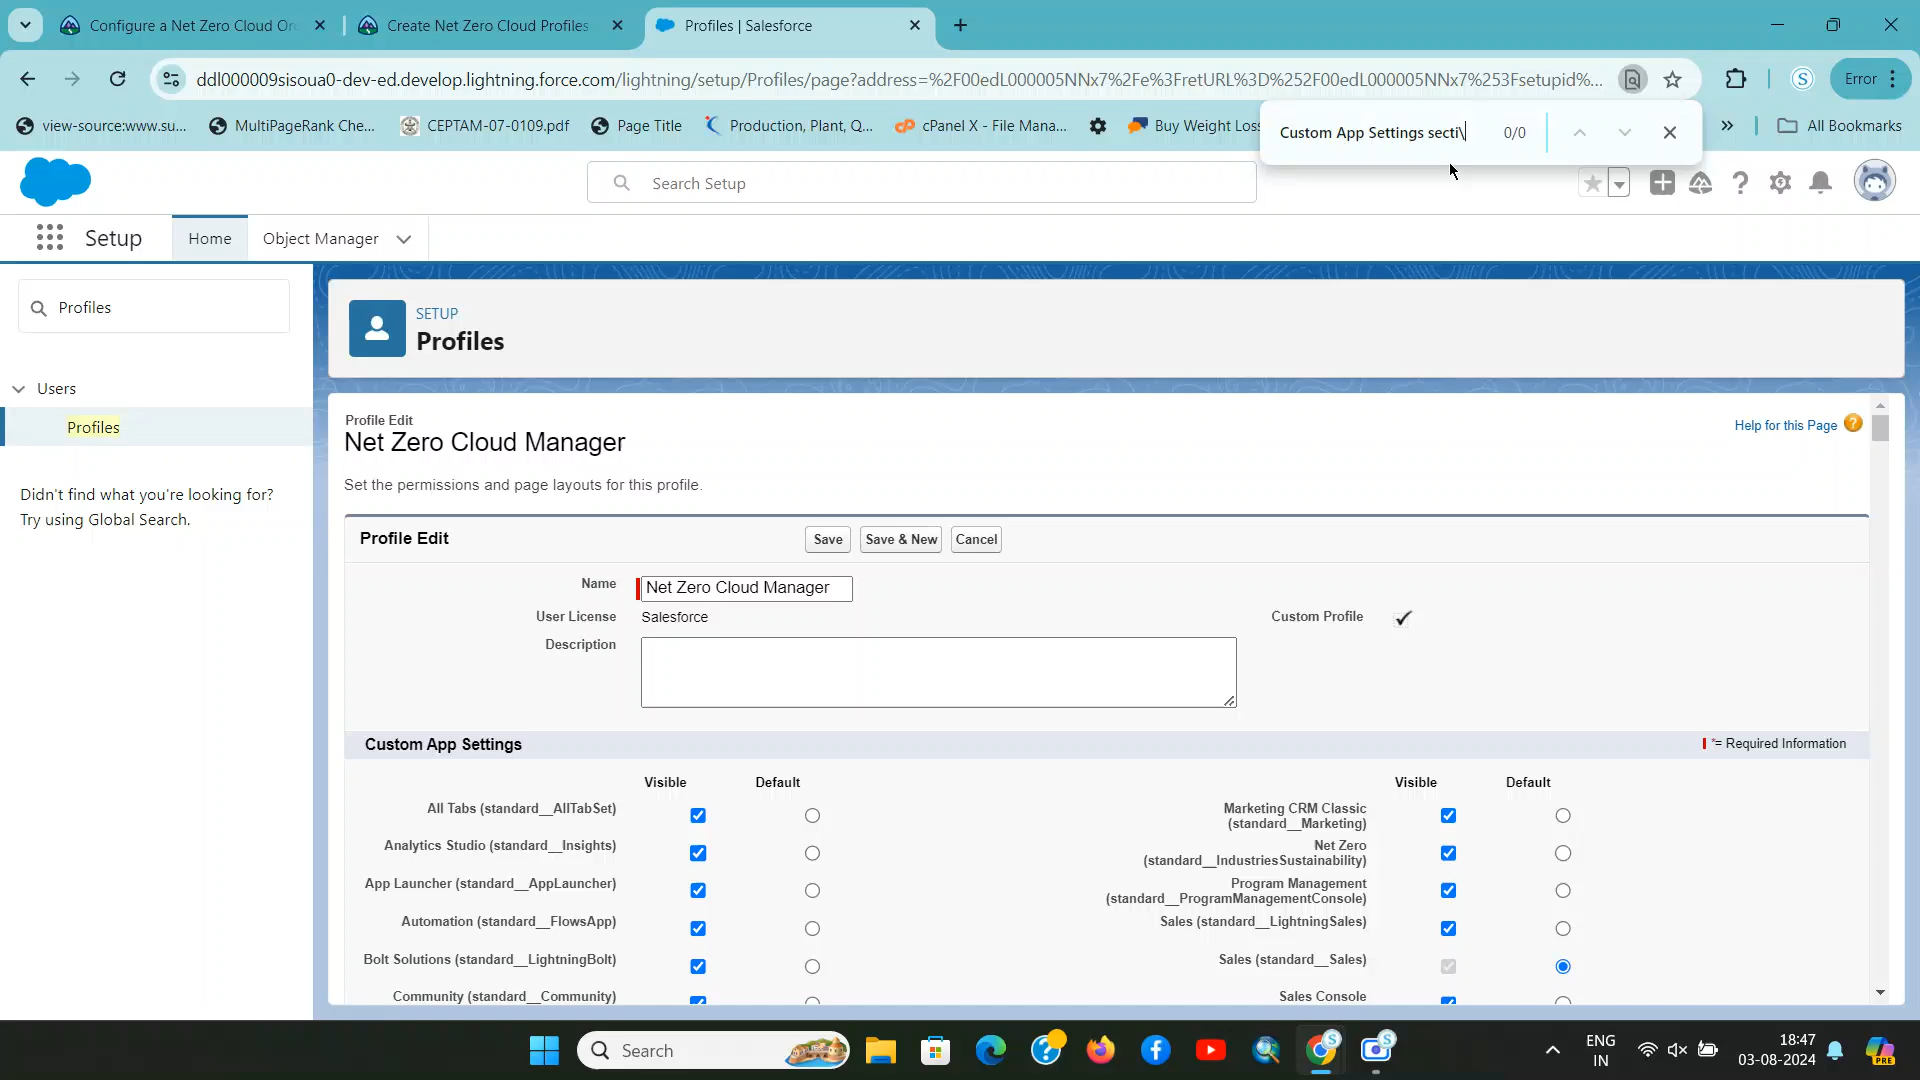 Configure a Net Zero Cloud Or
Create Net Zero Cloud Profiles
Profiles | Salesforce
ddl000009sisoua0-dev-ed.develop.lightning.force.com/lightning/setup/Profiles/page?address=%2F00edL000005NNx7%2Fe%3FretURL%3D%252F00edL000005NNx7%253Fsetupid%...
Error
view-source:www.su...
MultiPageRank Che...
CEPTAM-07-0109.pdf
Page Title
Production, Plant, Q...
cPanel X - File Mana...
Buy Weight Loss
All Bookmarks
Custom App Settings secti\
0/0
Search Setup
Setup
Home
Object Manager
Profiles
Users
Profiles
Didn't find what you're looking for?
Try using Global Search.
SETUP
Profiles
Profile Edit
Net Zero Cloud Manager
Help for this Page
Set the permissions and page layouts for this profile.
Profile Edit
Save
Save & New
Cancel
Name
Net Zero Cloud Manager
User License
Salesforce
Custom Profile
Description
Custom App Settings
*= Required Information
Visible
Default
Visible
Default
All Tabs (standard__AllTabSet)
Marketing CRM Classic
(standard__Marketing)
Analytics Studio (standard__Insights)
Net Zero
(standard__IndustriesSustainability)
App Launcher (standard__AppLauncher)
Program Management
(standard__ProgramManagementConsole)
Automation (standard__FlowsApp)
Sales (standard__LightningSales)
Bolt Solutions (standard__LightningBolt)
Sales (standard__Sales)
Community (standard__Community)
Sales Console
Search
ENG
IN
18:47
03-08-2024
PRE